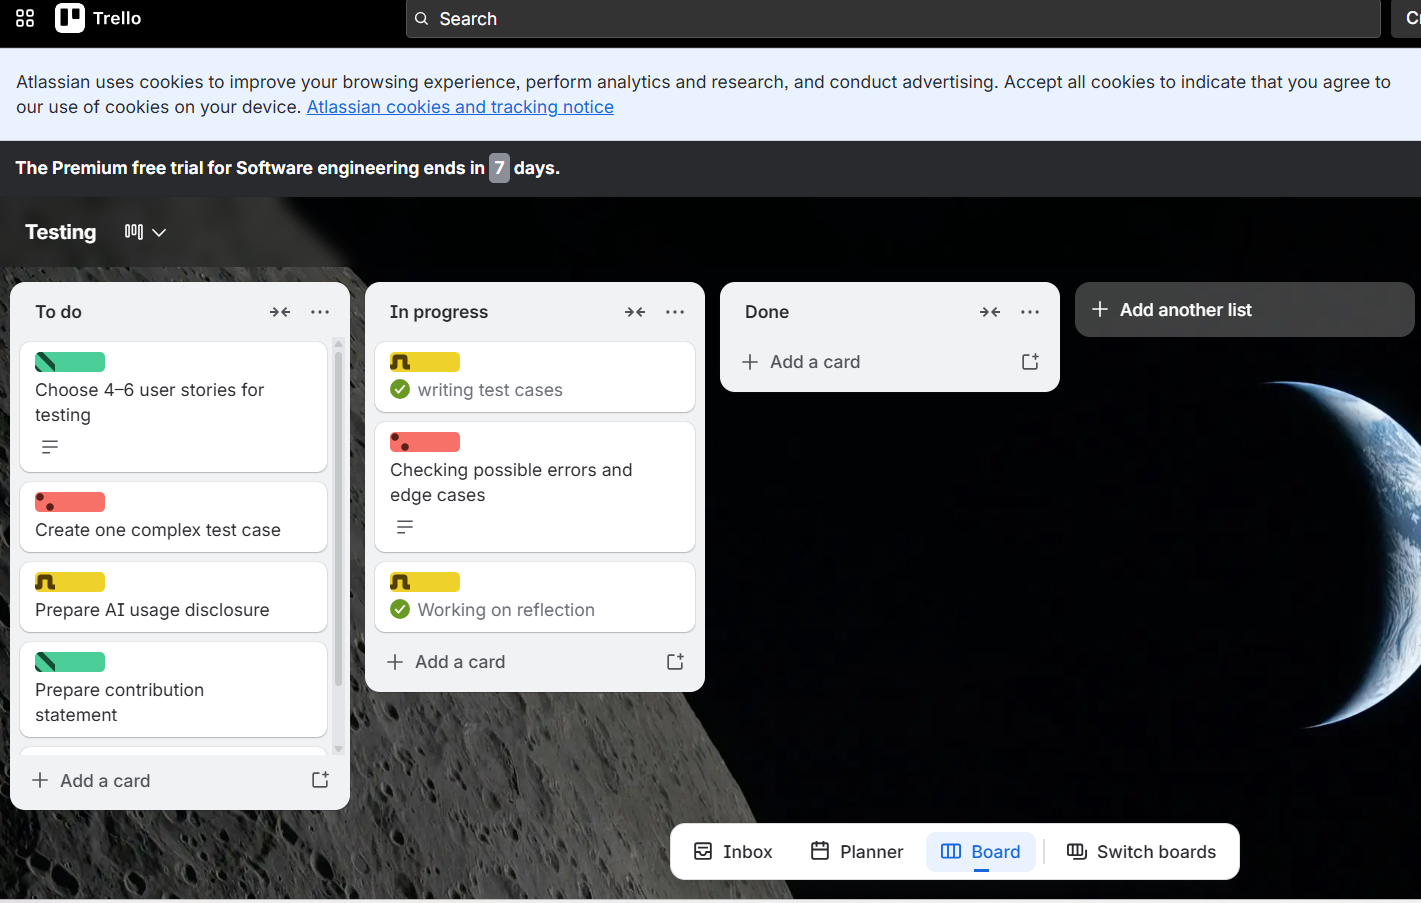 Trello
Search
Atlassian uses cookies to improve your browsing experience, perform analytics and research, and conduct advertising. Accept all cookies to indicate that you agree to
our use of cookies on your device. Atlassian cookies and tracking notice
The Premium free trial for Software engineering ends in 7 days.
Testing
To do
Choose 4–6 user stories for
testing
Create one complex test case
Prepare AI usage disclosure
Prepare contribution
statement
Add a card
In progress
writing test cases
Checking possible errors and
edge cases
Working on reflection
Add a card
Done
Add a card
Add another list
Inbox
Planner
Board
Switch boards